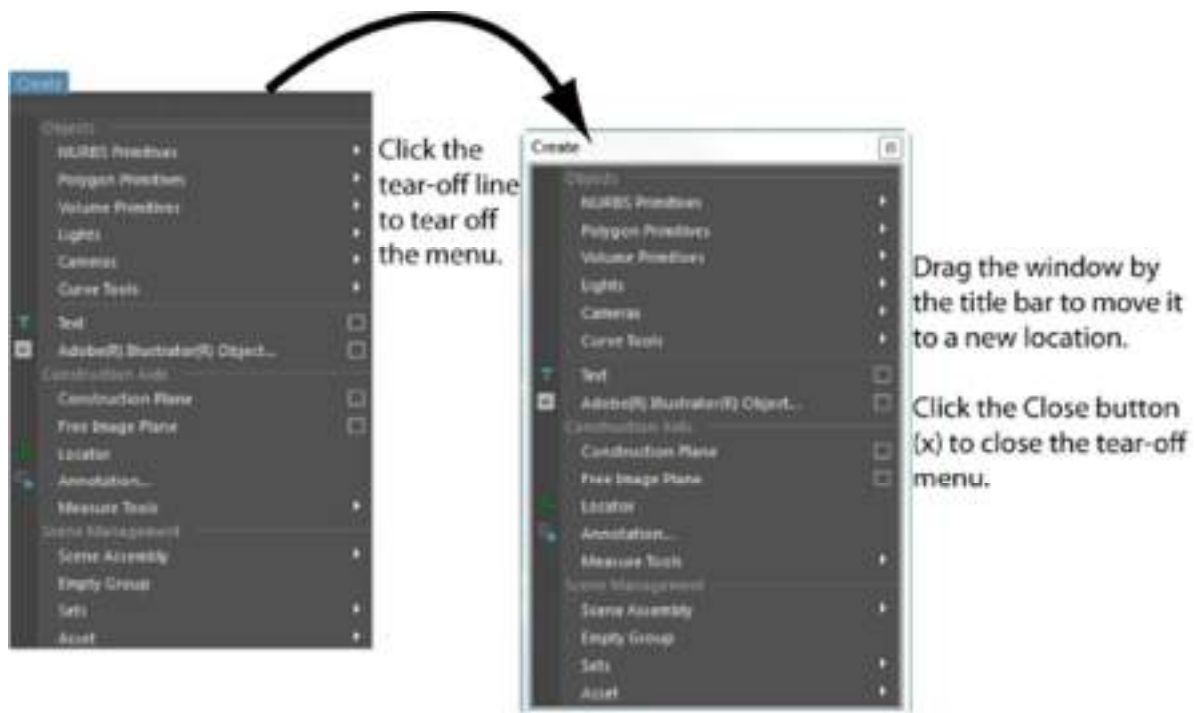 Create
Objects
NURBS Primitives
Polygon Primitives
Volume Primitives
Lights
Cameras
Curve Tools
Text
Adobe(R) Illustrator(R) Object...
Construction Aids
Construction Plane
Free Image Plane
Locator
Annotation...
Measure Tools
Scene Management
Scene Assembly
Empty Group
Sets
Asset
Click the
tear-off line
to tear off
the menu.
Create
Objects
NURBS Primitives
Polygon Primitives
Volume Primitives
Lights
Cameras
Curve Tools
Text
Adobe(R) Illustrator(R) Object...
Construction Aids
Construction Plane
Free Image Plane
Locator
Annotation...
Measure Tools
Scene Management
Scene Assembly
Empty Group
Sets
Asset
Drag the window by
the title bar to move it
to a new location.
Click the Close button
(x) to close the tear-off
menu.